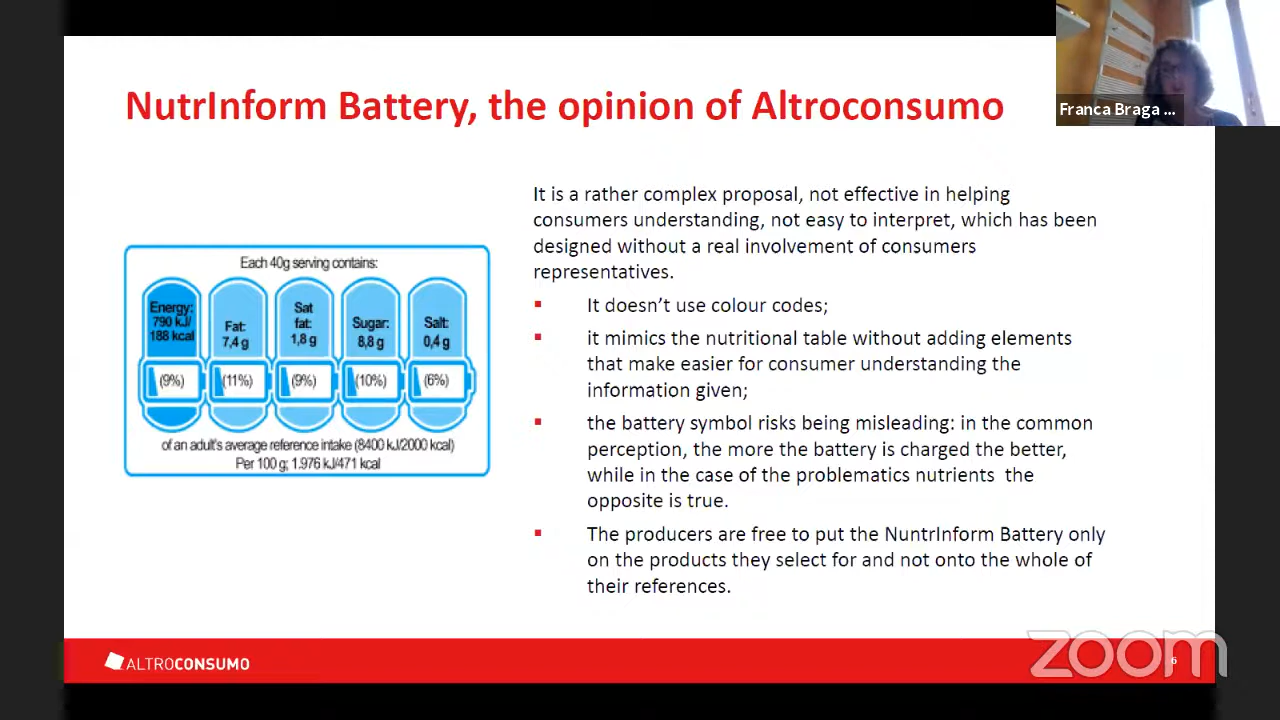 NutrInform Battery, the opinion of Altroconsumo
Franca Braga ...
It is a rather complex proposal, not effective in helping
consumers understanding, not easy to interpret, which has been
designed without a real involvement of consumers
representatives.
▪ It doesn't use colour codes;
▪ it mimics the nutritional table without adding elements
that make easier for consumer understanding the
information given;
▪ the battery symbol risks being misleading: in the common
perception, the more the battery is charged the better,
while in the case of the problematics nutrients the
opposite is true.
▪ The producers are free to put the NuntrInform Battery only
on the products they select for and not onto the whole of
their references.
Each 40g serving contains:
Energy:
790 kJ/
188 kcal
(9%)
Fat:
7,4 g
(11%)
Sat
fat:
1,8 g
(9%)
Sugar:
8,8 g
(10%)
Salt:
0,4 g
(6%)
of an adult's average reference intake (8400 kJ/2000 kcal)
Per 100 g; 1.976 kJ/471 kcal
ALTROCONSUMO
6
zoom